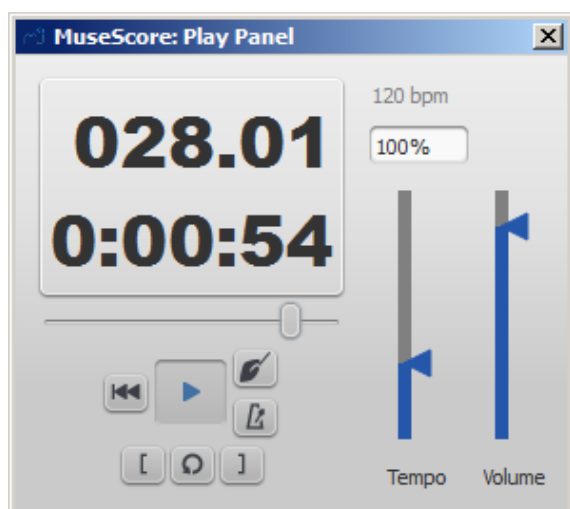 MuseScore: Play Panel
120 bpm
028.01
100%
0:00:54
[ ]
Tempo Volume